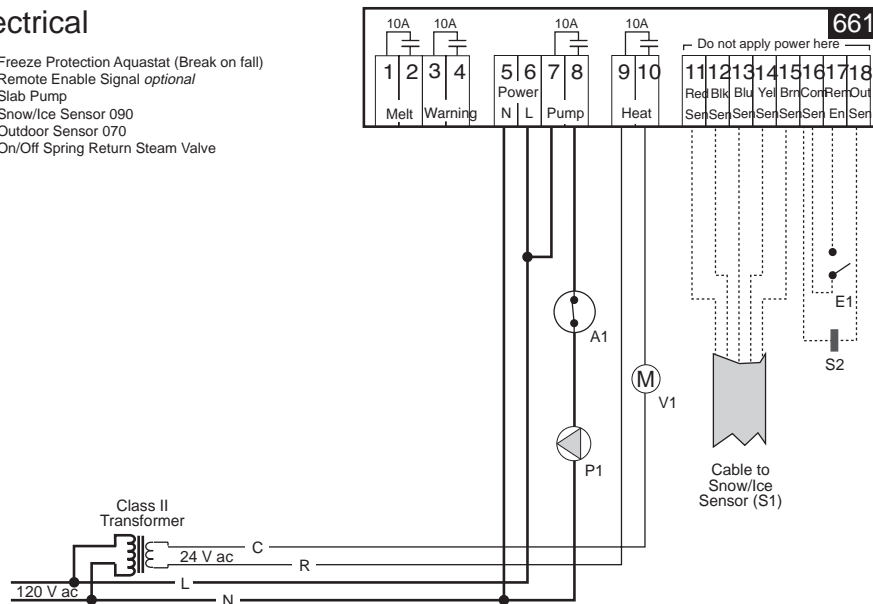 ectrical
Freeze Protection Aquastat (Break on fall)
Remote Enable Signal optional
Slab Pump
Snow/Ice Sensor 090
Outdoor Sensor 070
On/Off Spring Return Steam Valve
661
10A 10A 10A 10A
Do not apply power here
1 2 3 4 5 6 7 8 9 10 11 12 13 14 15 16 17 18
Power Red Blk Blu Yel Brn Com Rem Out
Melt Warning N L Pump Heat Sen Sen Sen Sen Sen Sen En Sen
E1
A1
S2
M
V1
P1
Cable to
Snow/Ice
Sensor (S1)
Class II
Transformer
C
24 V ac
R
L
120 V ac
N